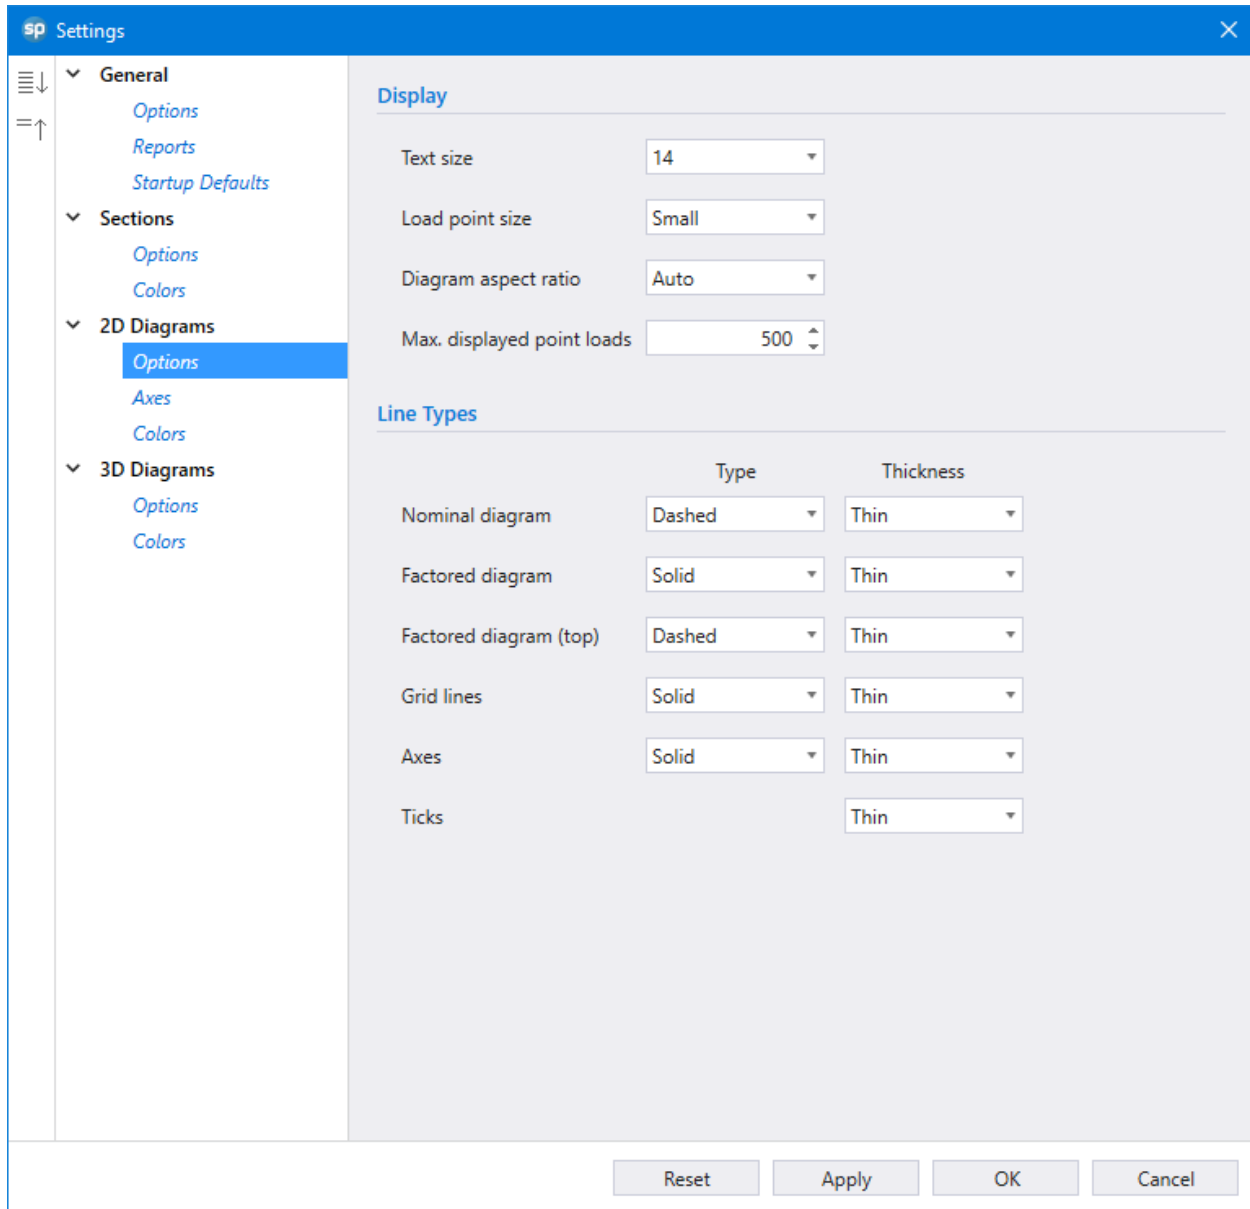 sp Settings
General
Options
Reports
Startup Defaults
Sections
Options
Colors
2D Diagrams
Options
Axes
Colors
3D Diagrams
Options
Colors
Display
Text size 14
Load point size Small
Diagram aspect ratio Auto
Max. displayed point loads 500
Line Types
Type Thickness
Nominal diagram Dashed Thin
Factored diagram Solid Thin
Factored diagram (top) Dashed Thin
Grid lines Solid Thin
Axes Solid Thin
Ticks Thin
Reset Apply OK Cancel